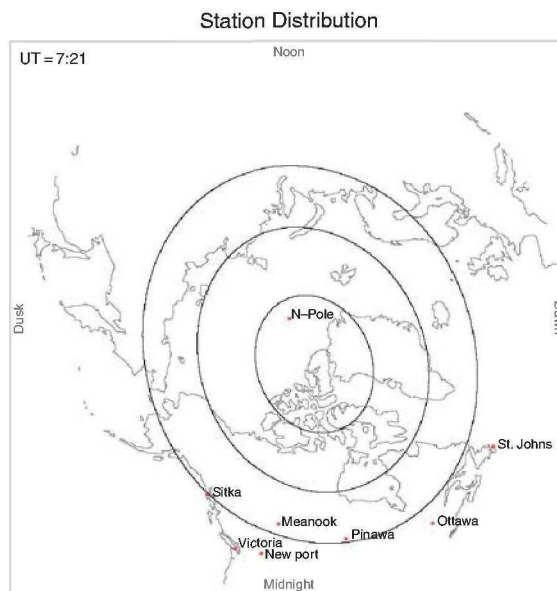 Station Distribution
UT = 7:21
Noon
Dusk
N–Pole
St. Johns
Sitka
Meanook
Ottawa
Pinawa
Victoria
New port
Midnight